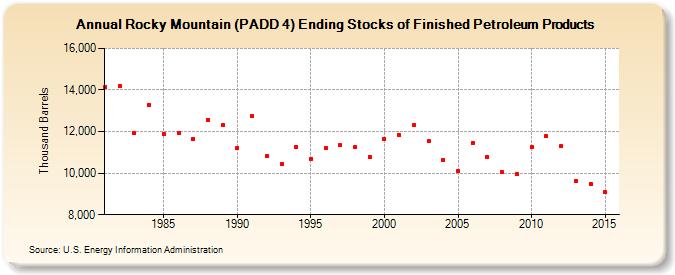 Annual Rocky Mountain (PADD 4) Ending Stocks of Finished Petroleum Products
Thousand Barrels
16,000
14,000
12,000
10,000
8,000
1985 1990 1995 2000 2005 2010 2015
Source: U.S. Energy Information Administration